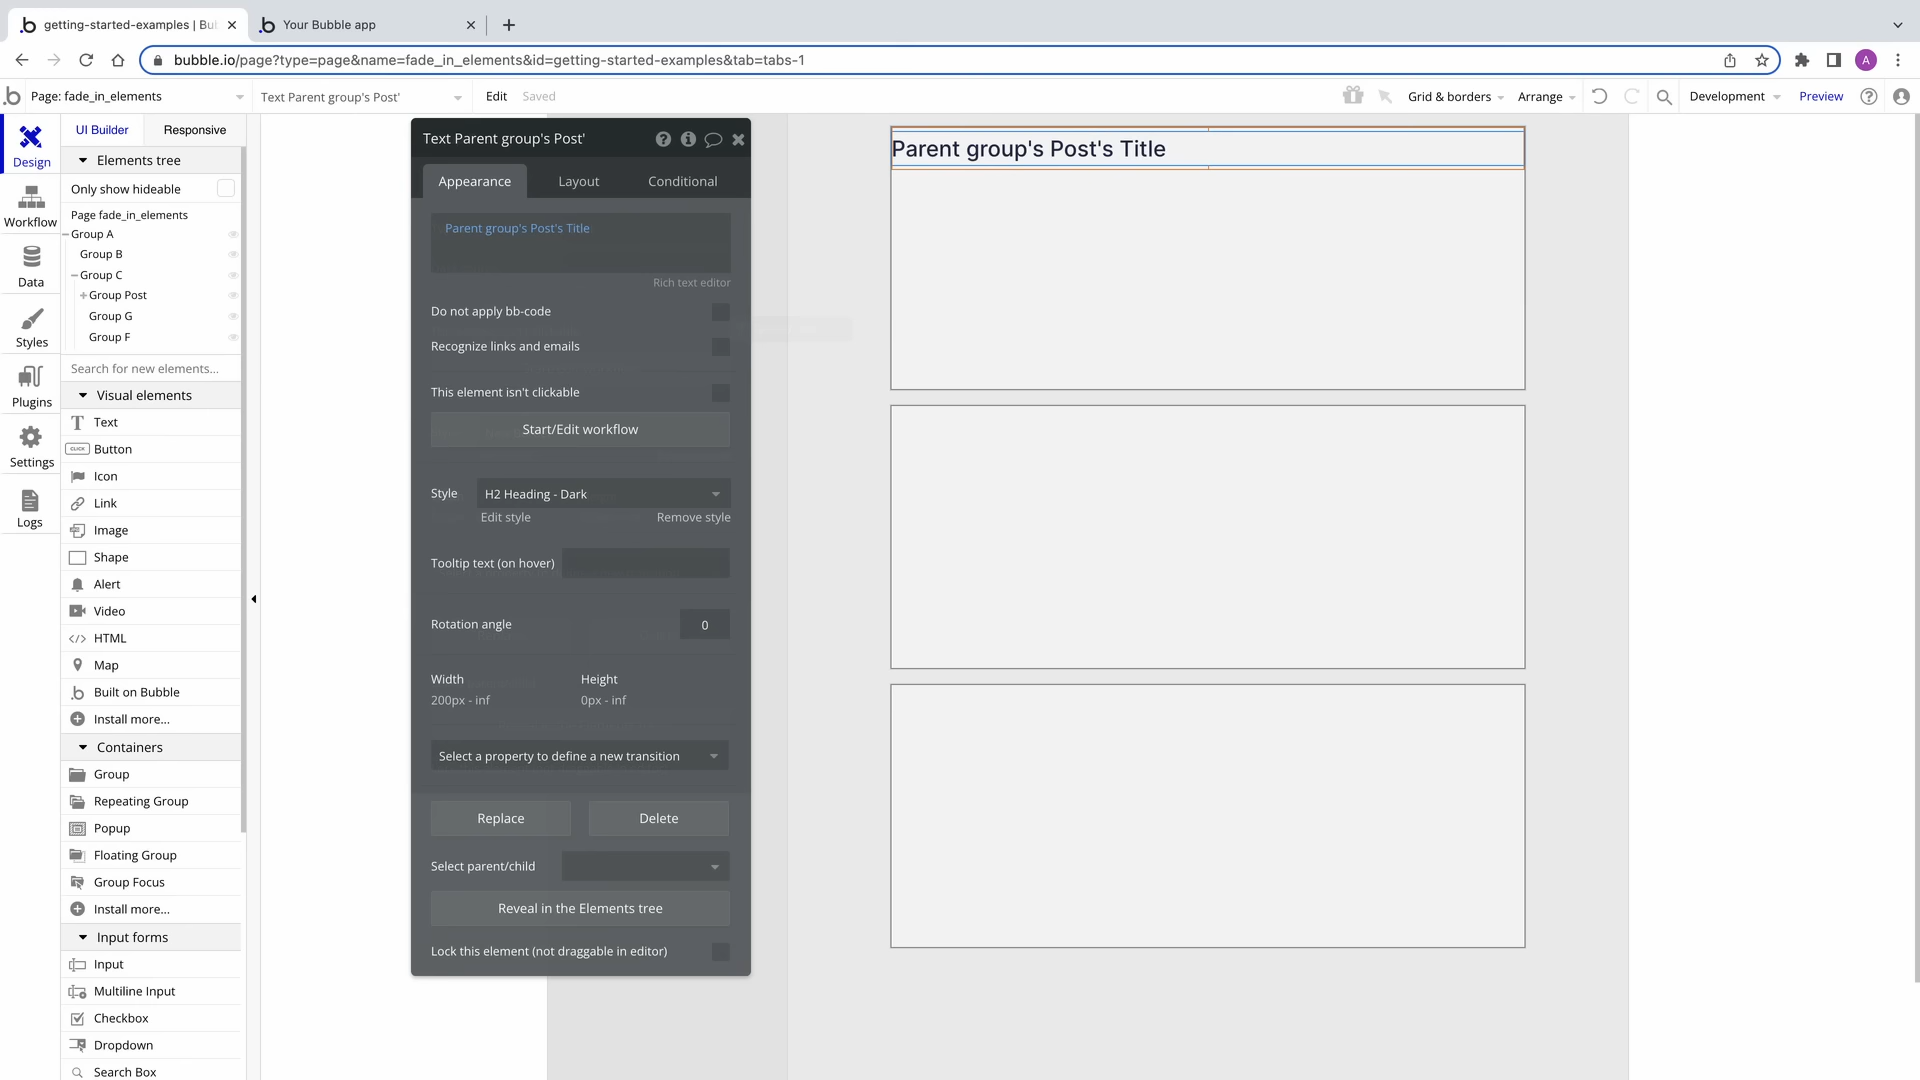 getting-started-examples | Bu
Your Bubble app
bubble.io/page?type=page&name=fade_in_elements&id=getting-started-examples&tab=tabs-1
A
Page: fade_in_elements
Text Parent group's Post'
Edit
Saved
Grid & borders
Arrange
Development
Preview
Design
Workflow
Data
Styles
Plugins
Settings
Logs
UI Builder
Responsive
Elements tree
Only show hideable
Page fade_in_elements
Group A
Group B
Group C
Group Post
Group G
Group F
Search for new elements...
Visual elements
Text
CLICK
Button
Icon
Link
Image
Shape
Alert
Video
HTML
Map
Built on Bubble
Install more...
Containers
Group
Repeating Group
Popup
Floating Group
Group Focus
Install more...
Input forms
Input
Multiline Input
Checkbox
Dropdown
Search Box
Text Parent group's Post'
Appearance
Layout
Conditional
Parent group's Post's Title
Rich text editor
Do not apply bb-code
Recognize links and emails
This element isn't clickable
Start/Edit workflow
Style
H2 Heading - Dark
Edit style
Remove style
Tooltip text (on hover)
Rotation angle
0
Width
Height
200px - inf
0px - inf
Select a property to define a new transition
Replace
Delete
Select parent/child
Reveal in the Elements tree
Lock this element (not draggable in editor)
Parent group's Post's Title